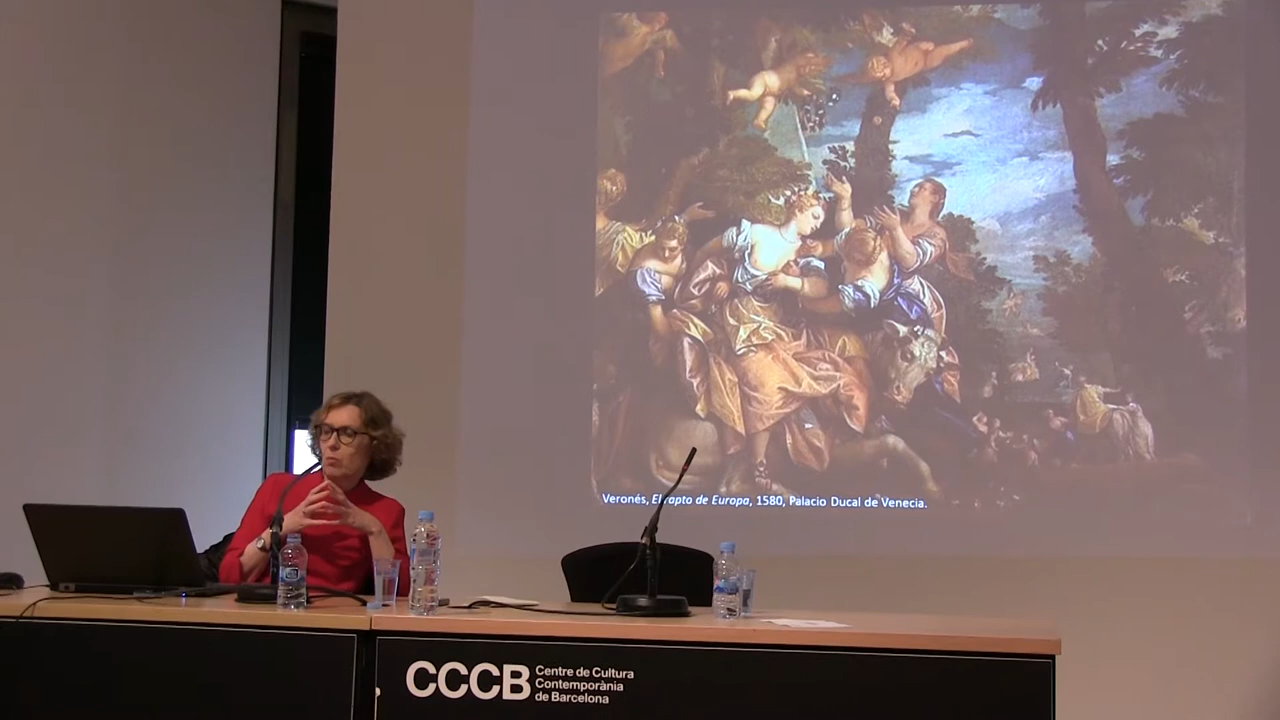 Veronés, El rapto de Europa, 1580, Palacio Ducal de Venecia.
CCCB
Centre de Cultura
Contemporània
de Barcelona